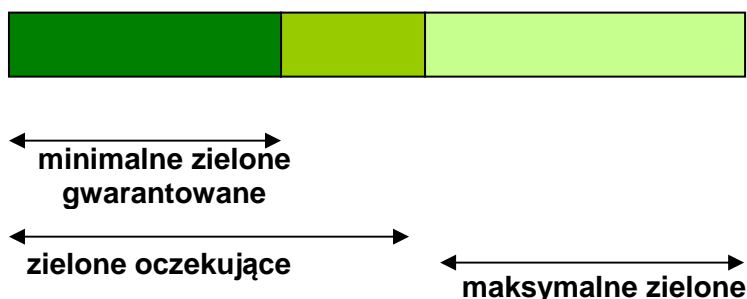 minimalne zielone
gwarantowane
zielone oczekujące
maksymalne zielone